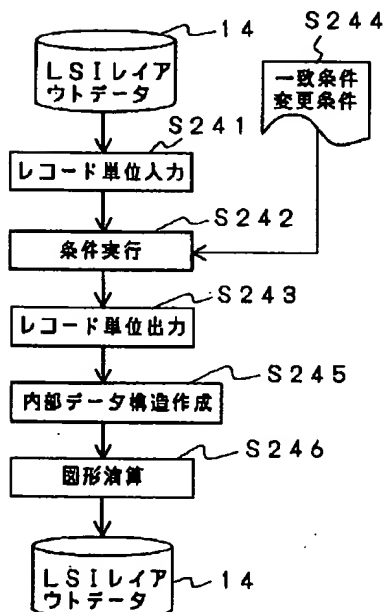 14
LSIレイア
ウトデータ
S244
一致条件
変更条件
S241
レコード単位入力
S242
条件実行
S243
レコード単位出力
S245
内部データ構造作成
S246
図形演算
LSIレイア
ウトデータ
14